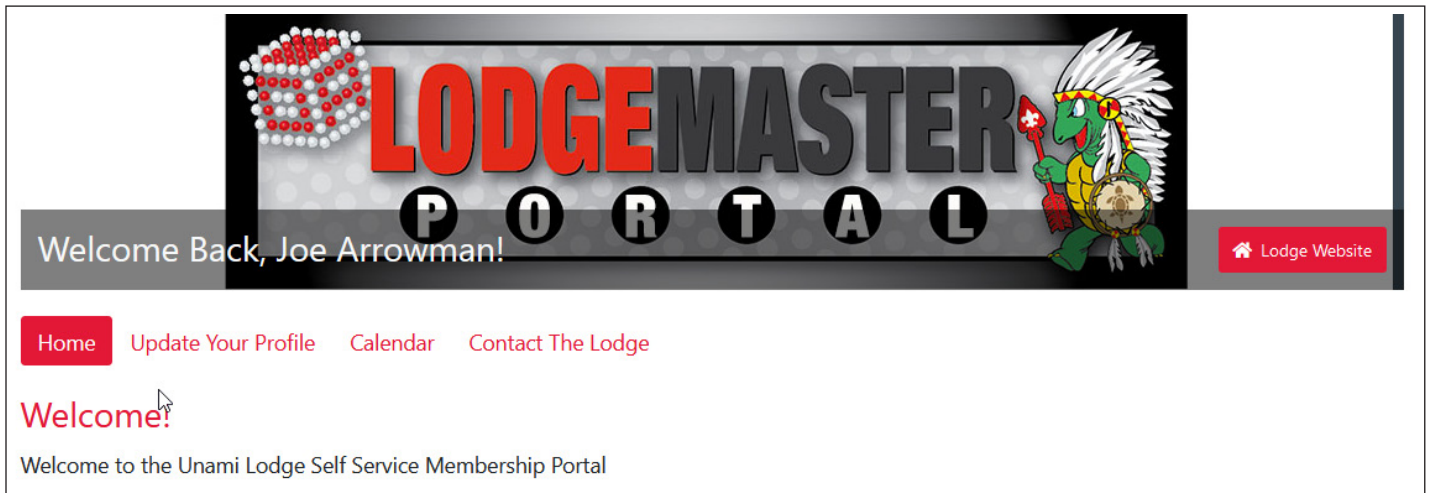 LODGEMASTER
PORTAL
Welcome Back, Joe Arrowman!
Lodge Website
Home Update Your Profile Calendar Contact The Lodge
Welcome!
Welcome to the Unami Lodge Self Service Membership Portal